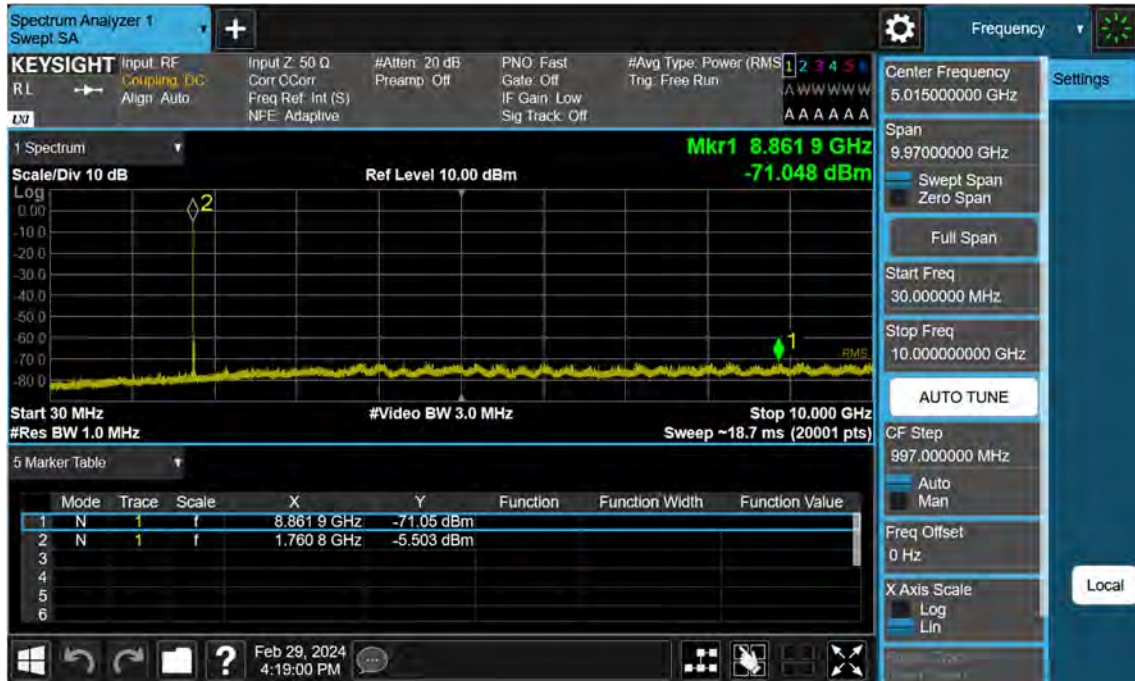 Spectrum Analyzer 1
Swept SA
+
Frequency
KEYSIGHT
RL
LXI
Input: RF
Coupling: DC
Align: Auto
Input Z: 50 Ω
Corr CCorr
Freq Ref: Int (S)
NFE: Adaptive
#Atten: 20 dB
Preamp: Off
PNO: Fast
Gate: Off
IF Gain: Low
Sig Track: Off
#Avg Type: Power (RMS
Trig: Free Run
1 2 3 4 5 6
A W W W W W
A A A A A A
1 Spectrum
Scale/Div 10 dB
Ref Level 10.00 dBm
Mkr1 8.861 9 GHz
-71.048 dBm
Log
0.00
-10.0
-20.0
-30.0
-40.0
-50.0
-60.0
-70.0
-80.0
2
1
RMS
Start 30 MHz
#Video BW 3.0 MHz
Stop 10.000 GHz
#Res BW 1.0 MHz
Sweep ~18.7 ms (20001 pts)
5 Marker Table
Mode Trace Scale X Y Function Function Width Function Value
1 N 1 f 8.861 9 GHz -71.05 dBm
2 N 1 f 1.760 8 GHz -5.503 dBm
3
4
5
6
Center Frequency
5.015000000 GHz
Span
9.97000000 GHz
Swept Span
Zero Span
Full Span
Start Freq
30.000000 MHz
Stop Freq
10.000000000 GHz
AUTO TUNE
CF Step
997.000000 MHz
Auto
Man
Freq Offset
0 Hz
X Axis Scale
Log
Lin
Settings
Local
?
Feb 29, 2024
4:19:00 PM